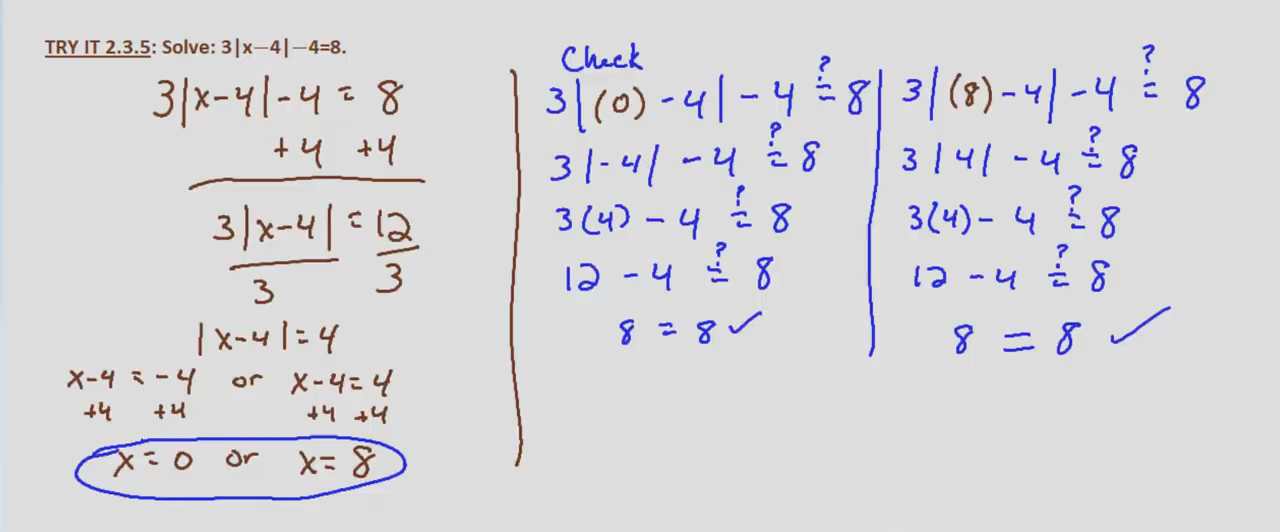 TRY IT 2.3.5: Solve: 3|x−4|−4=8.
3|x-4|-4 = 8
+4 +4
3|x-4| = 12
3 3
|x-4| = 4
x-4 = -4 or x-4 = 4
+4 +4 +4 +4
x = 0 or x = 8
Check
3|(0)-4| - 4 ≟ 8
3|-4| - 4 ≟ 8
3(4) - 4 ≟ 8
12 - 4 ≟ 8
8 = 8 ✓
3|(8)-4| - 4 ≟ 8
3|4| - 4 ≟ 8
3(4) - 4 ≟ 8
12 - 4 ≟ 8
8 = 8 ✓